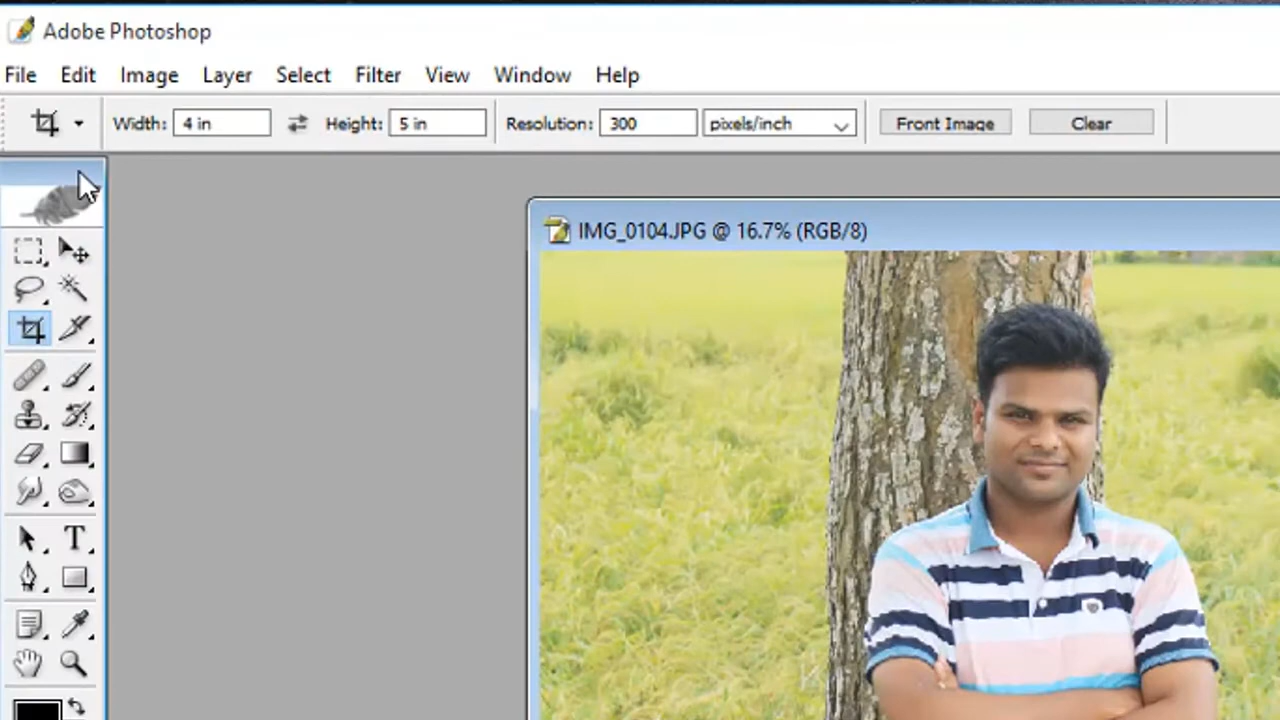 Adobe Photoshop
File Edit Image Layer Select Filter View Window Help
Width: 4 in Height: 5 in Resolution: 300 pixels/inch Front Image Clear
IMG_0104.JPG @ 16.7% (RGB/8)
T